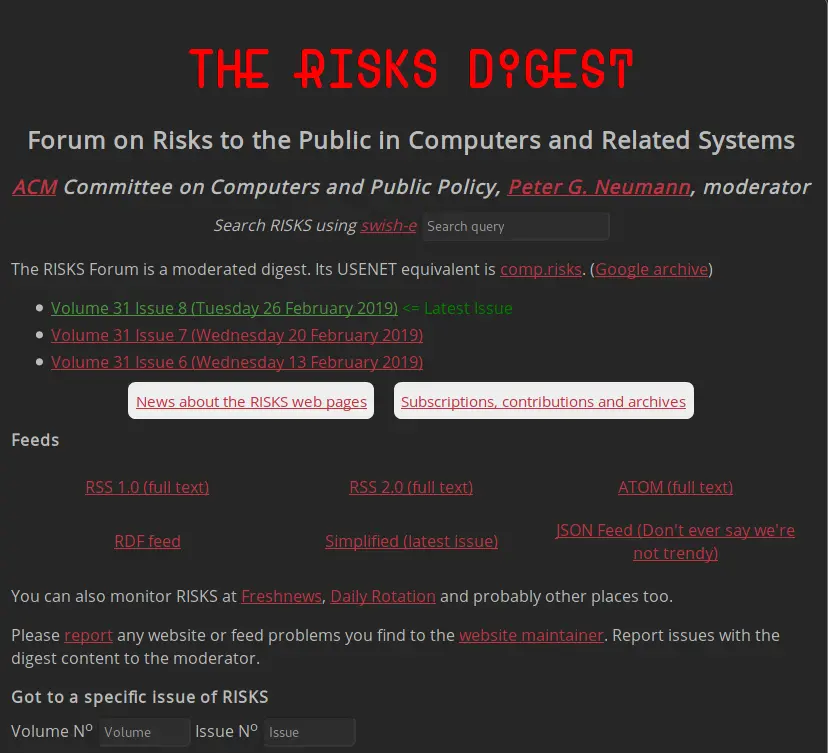 THE RISKS DIGEST
Forum on Risks to the Public in Computers and Related Systems
ACM Committee on Computers and Public Policy, Peter G. Neumann, moderator
Search RISKS using swish-e Search query
The RISKS Forum is a moderated digest. Its USENET equivalent is comp.risks. (Google archive)
Volume 31 Issue 8 (Tuesday 26 February 2019) <= Latest Issue
Volume 31 Issue 7 (Wednesday 20 February 2019)
Volume 31 Issue 6 (Wednesday 13 February 2019)
News about the RISKS web pages Subscriptions, contributions and archives
Feeds
RSS 1.0 (full text) RSS 2.0 (full text) ATOM (full text)
RDF feed Simplified (latest issue) JSON Feed (Don't ever say we're
not trendy)
You can also monitor RISKS at Freshnews, Daily Rotation and probably other places too.
Please report any website or feed problems you find to the website maintainer. Report issues with the
digest content to the moderator.
Got to a specific issue of RISKS
Volume Nº Volume Issue Nº Issue